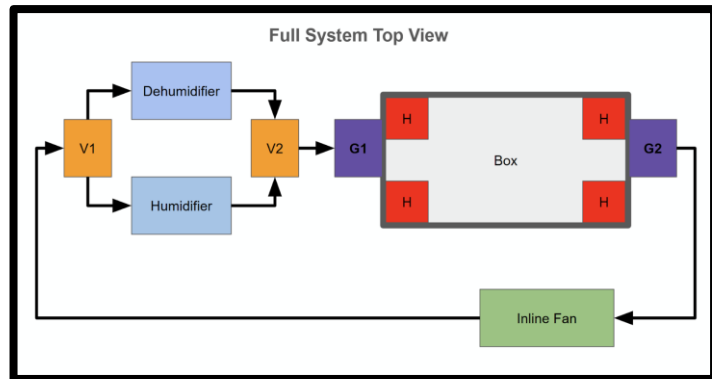 Full System Top View
Dehumidifier
V1
V2
Humidifier
G1
H
H
Box
H
H
G2
Inline Fan